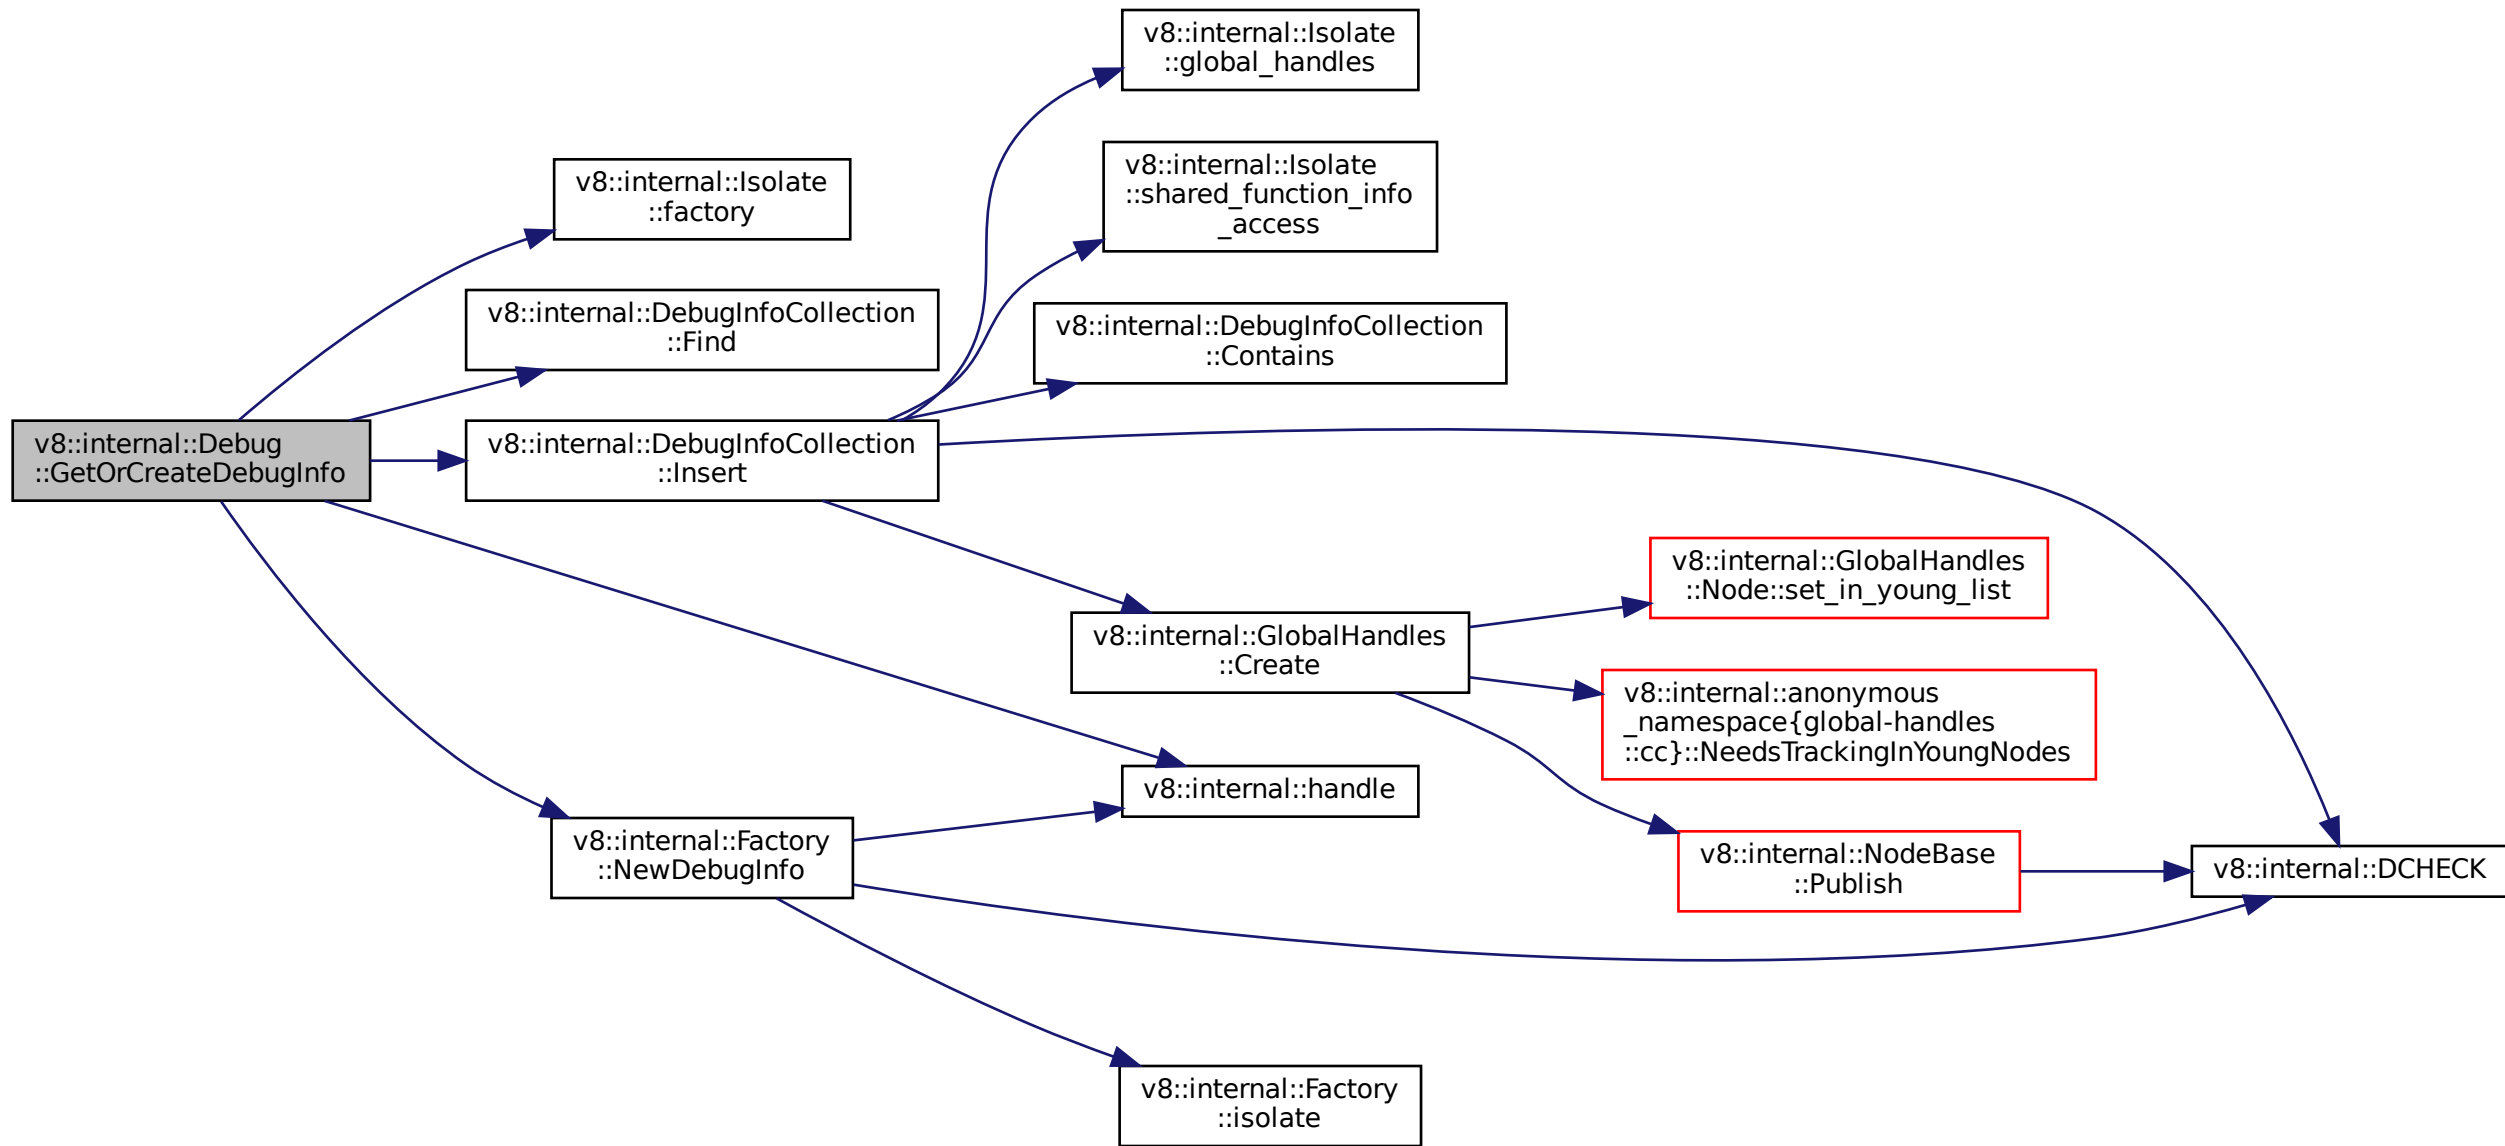 v8::internal::Isolate
::global_handles
v8::internal::Isolate
::shared_function_info
_access
v8::internal::Isolate
::factory
v8::internal::DebugInfoCollection
::Find
v8::internal::DebugInfoCollection
::Contains
v8::internal::Debug
::GetOrCreateDebugInfo
v8::internal::DebugInfoCollection
::Insert
v8::internal::GlobalHandles
::Node::set_in_young_list
v8::internal::GlobalHandles
::Create
v8::internal::anonymous
_namespace{global-handles
::cc}::NeedsTrackingInYoungNodes
v8::internal::handle
v8::internal::Factory
::NewDebugInfo
v8::internal::NodeBase
::Publish
v8::internal::DCHECK
v8::internal::Factory
::isolate